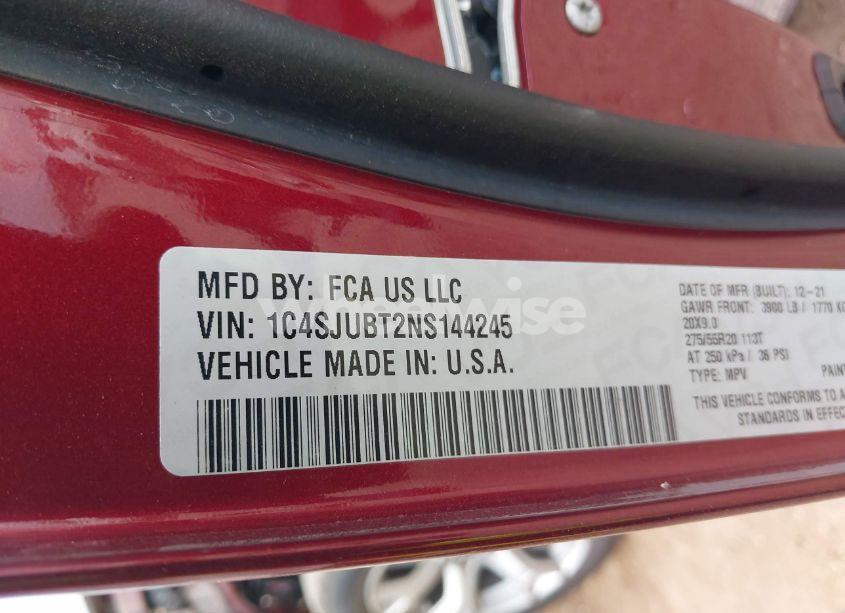 MFD BY: FCA US LLC
VIN: 1C4SJUBT2NS144245
VEHICLE MADE IN: U.S.A.
DATE OF MFR (BUILT): 12-21
GAWR FRONT: 3900 LB / 1770 KG
20X9.0
275/55R20 113T
AT 250 kPa / 36 PSI
TYPE: MPV PAINT
THIS VEHICLE CONFORMS TO A
STANDARDS IN EFFEC
wise